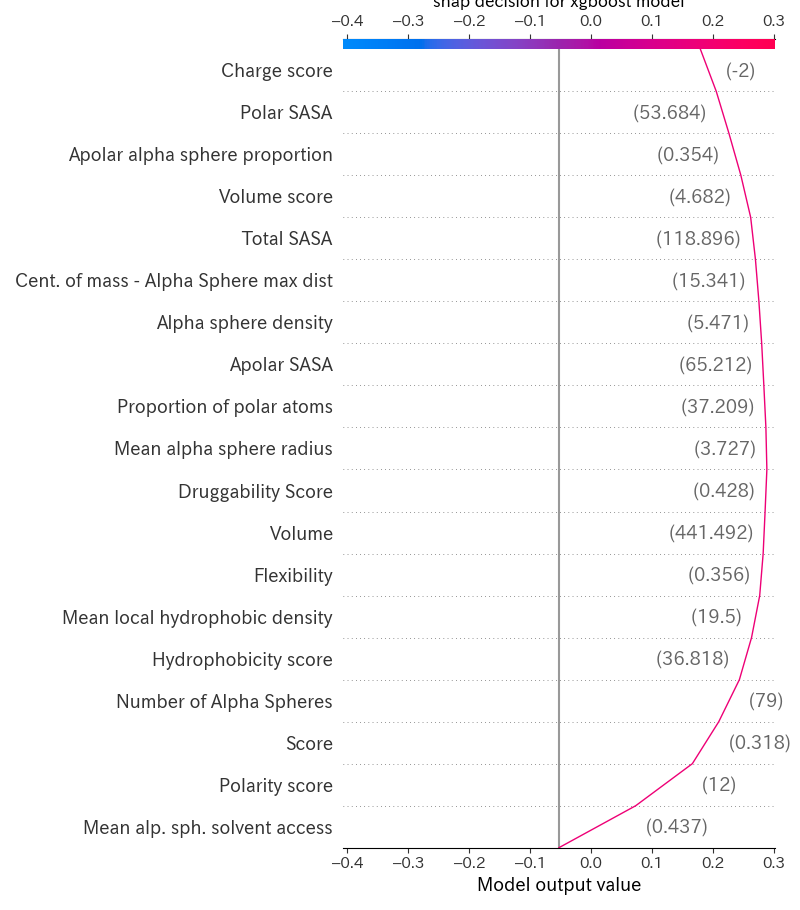 shap decision for xgboost model
−0.4 −0.3 −0.2 −0.1 0.0 0.1 0.2 0.3
Charge score (-2)
Polar SASA (53.684)
Apolar alpha sphere proportion (0.354)
Volume score (4.682)
Total SASA (118.896)
Cent. of mass - Alpha Sphere max dist (15.341)
Alpha sphere density (5.471)
Apolar SASA (65.212)
Proportion of polar atoms (37.209)
Mean alpha sphere radius (3.727)
Druggability Score (0.428)
Volume (441.492)
Flexibility (0.356)
Mean local hydrophobic density (19.5)
Hydrophobicity score (36.818)
Number of Alpha Spheres (79)
Score (0.318)
Polarity score (12)
Mean alp. sph. solvent access (0.437)
−0.4 −0.3 −0.2 −0.1 0.0 0.1 0.2 0.3
Model output value